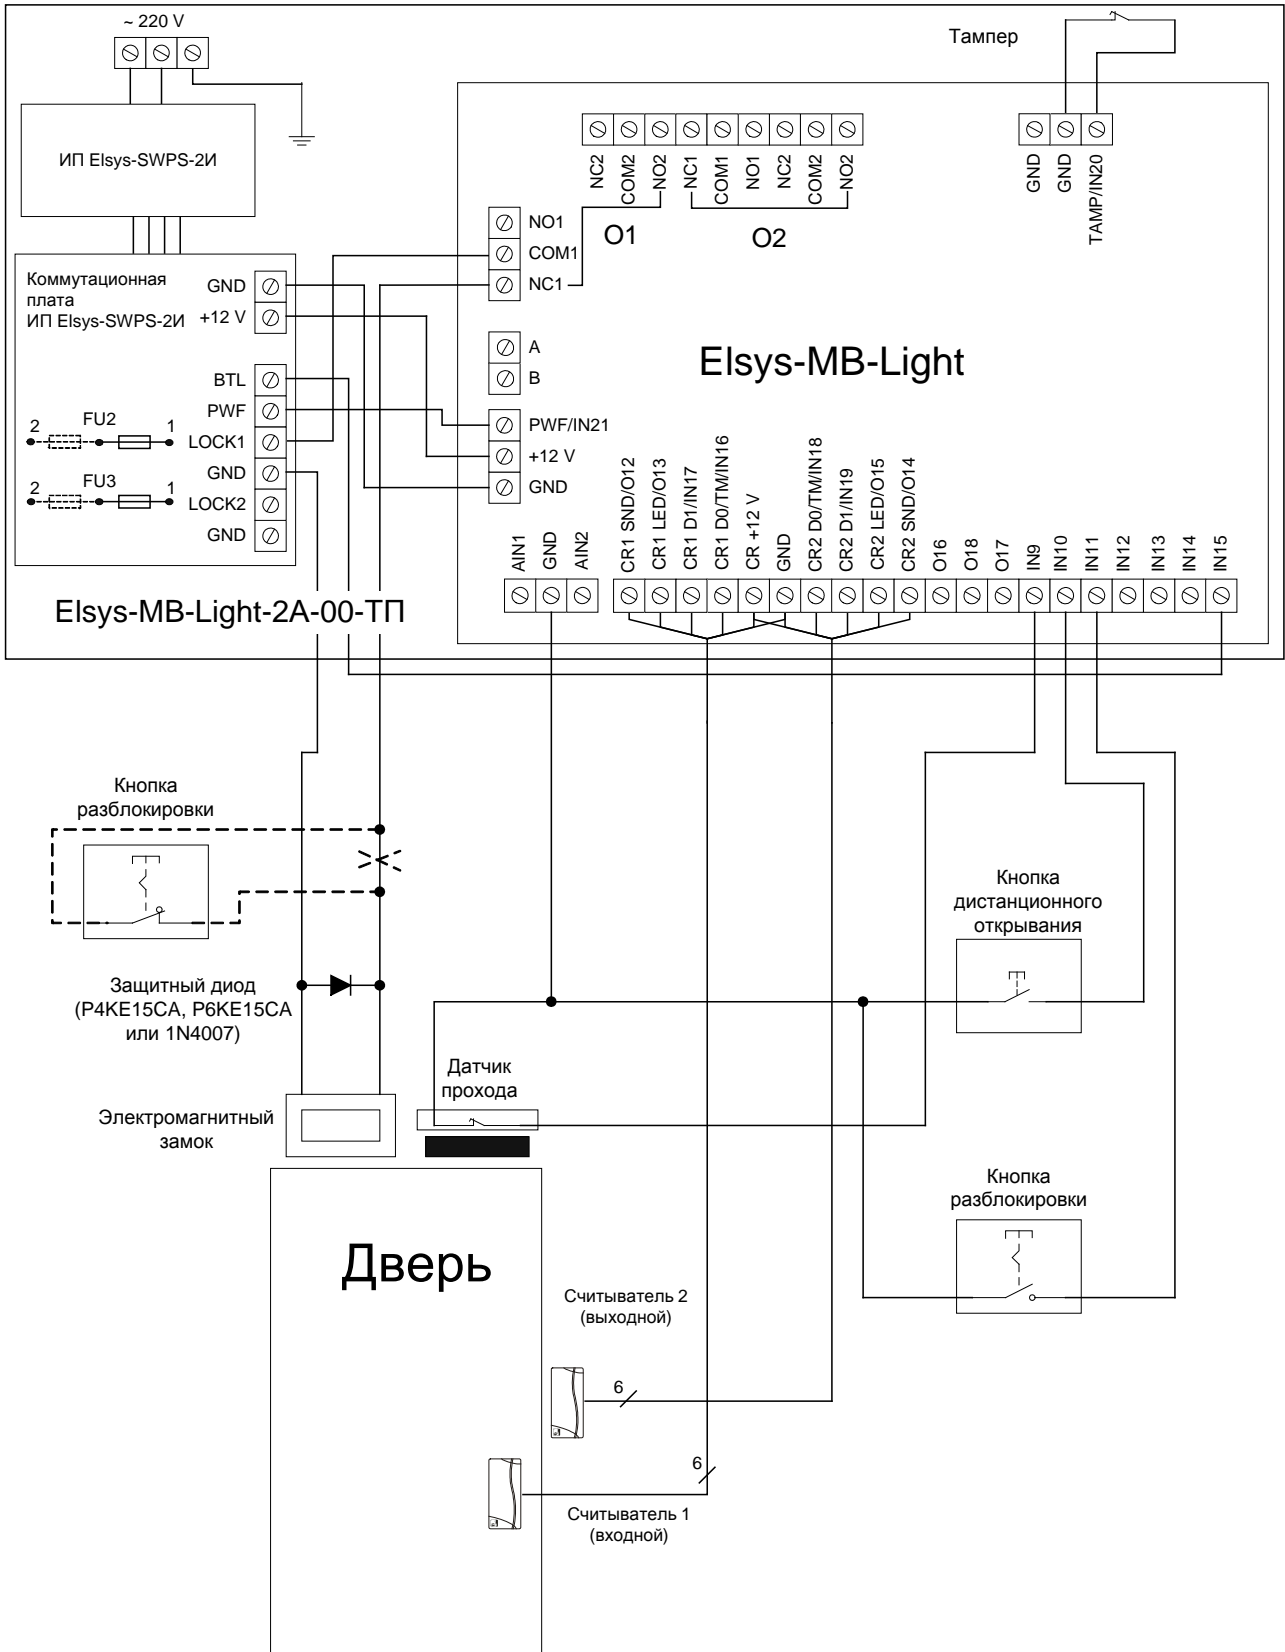 ~ 220 V
Тампер
ИП Elsys-SWPS-2И
NC2
COM2
NO2
NC1
COM1
NO1
NC2
COM2
NO2
GND
GND
TAMP/IN20
O1
O2
NO1
COM1
NC1
Коммутационная
плата
ИП Elsys-SWPS-2И
GND
+12 V
BTL
PWF
LOCK1
GND
LOCK2
GND
2
FU2
1
2
FU3
1
A
B
Elsys-MB-Light
PWF/IN21
+12 V
GND
AIN1
GND
AIN2
CR1 SND/O12
CR1 LED/O13
CR1 D1/IN17
CR1 D0/TM/IN16
CR +12 V
GND
CR2 D0/TM/IN18
CR2 D1/IN19
CR2 LED/O15
CR2 SND/O14
O16
O18
O17
IN9
IN10
IN11
IN12
IN13
IN14
IN15
Elsys-MB-Light-2A-00-ТП
Кнопка
разблокировки
Кнопка
дистанционного
открывания
Защитный диод
(P4KE15CA, P6KE15CA
или 1N4007)
Датчик
прохода
Электромагнитный
замок
Кнопка
разблокировки
Дверь
Считыватель 2
(выходной)
6
6
Считыватель 1
(входной)